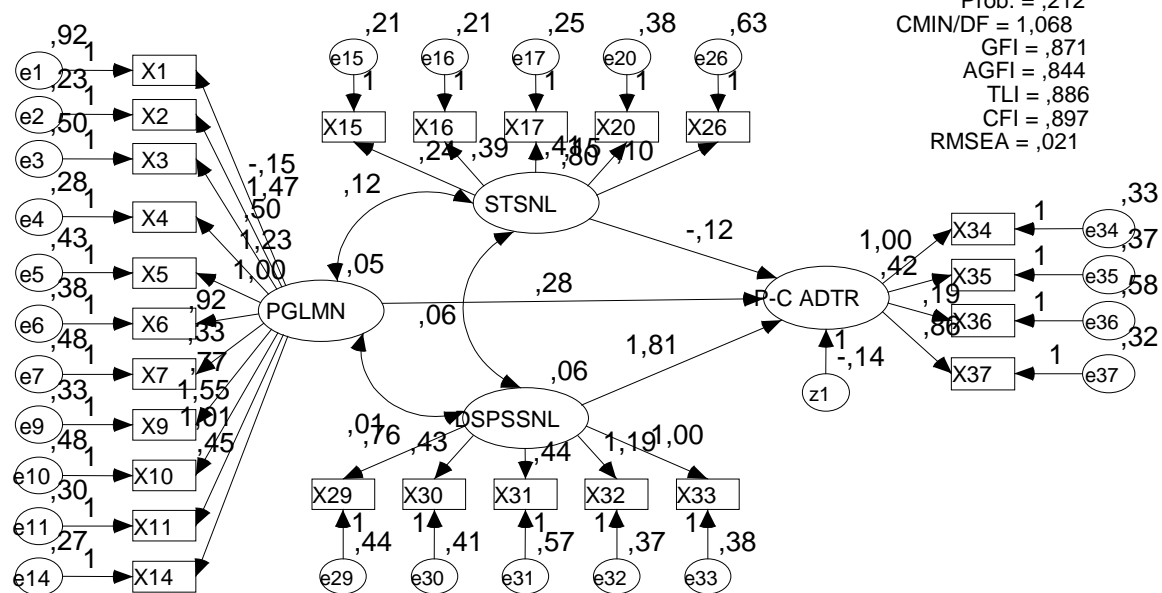 Prob. = ,212
CMIN/DF = 1,068
GFI = ,871
AGFI = ,844
TLI = ,886
CFI = ,897
RMSEA = ,021
,92
e1
1
X1
,23
e2
1
X2
,50
e3
1
X3
,28
e4
1
X4
,43
e5
1
X5
,38
e6
1
X6
,48
e7
1
X7
,33
e9
1
X9
,48
e10
1
X10
,30
e11
1
X11
,27
e14
1
X14
-,15
1,47
,50
1,23
1,00
,92
,33
,77
1,55
1,01
,45
PGLMN
,05
,12
,06
,01
,21
e15
1
X15
,21
e16
1
X16
,25
e17
1
X17
,38
e20
1
X20
,63
e26
1
X26
,24
,39
,41
,80
,10
STSNL
-,12
,28
1,81
,06
DSPSSNL
,76
,43
,44
1,19
1,00
X29
1
,44
e29
X30
1
,41
e30
X31
1
,57
e31
X32
1
,37
e32
X33
1
,38
e33
P-C ADTR
1
-,14
z1
1,00
,42
,19
,86
X34
1
e34
,33
X35
1
e35
,37
X36
1
e36
,58
X37
1
e37
,32